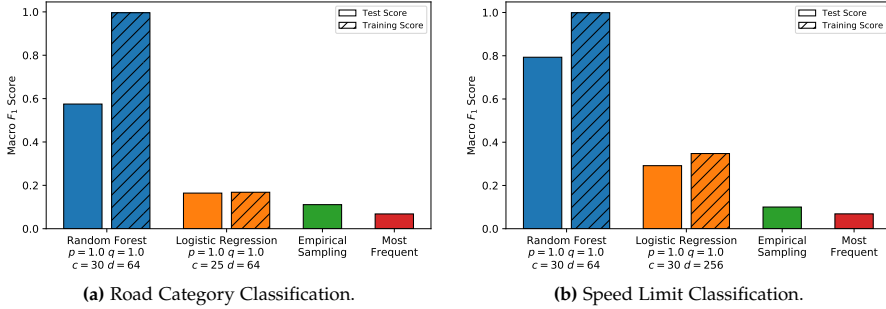 1.0
0.8
0.6
0.4
0.2
0.0
Macro F1 Score
Test Score
Training Score
Random Forest
p = 1.0 q = 1.0
c = 30 d = 64
Logistic Regression
p = 1.0 q = 1.0
c = 25 d = 64
Empirical
Sampling
Most
Frequent
(a) Road Category Classification.
1.0
0.8
0.6
0.4
0.2
0.0
Macro F1 Score
Test Score
Training Score
Random Forest
p = 1.0 q = 1.0
c = 30 d = 64
Logistic Regression
p = 1.0 q = 1.0
c = 30 d = 256
Empirical
Sampling
Most
Frequent
(b) Speed Limit Classification.